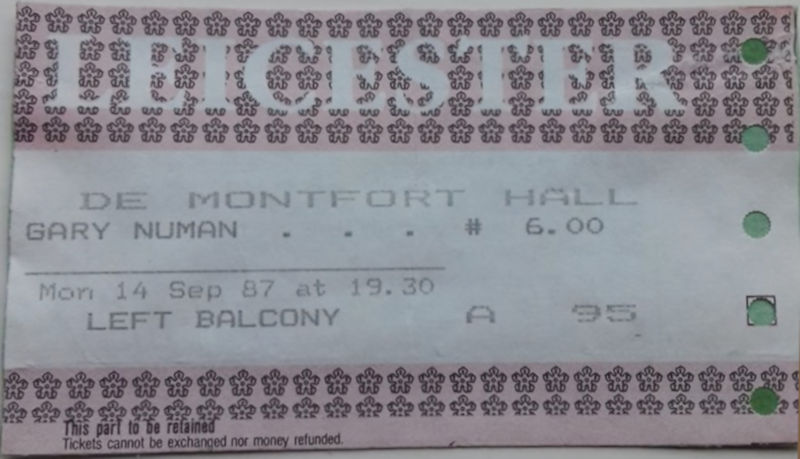 LEICESTER
DE MONTFORT HALL
GARY NUMAN . . . # 6.00
Mon 14 Sep 87 at 19.30
LEFT BALCONY A 95
This part to be retained
Tickets cannot be exchanged nor money refunded.